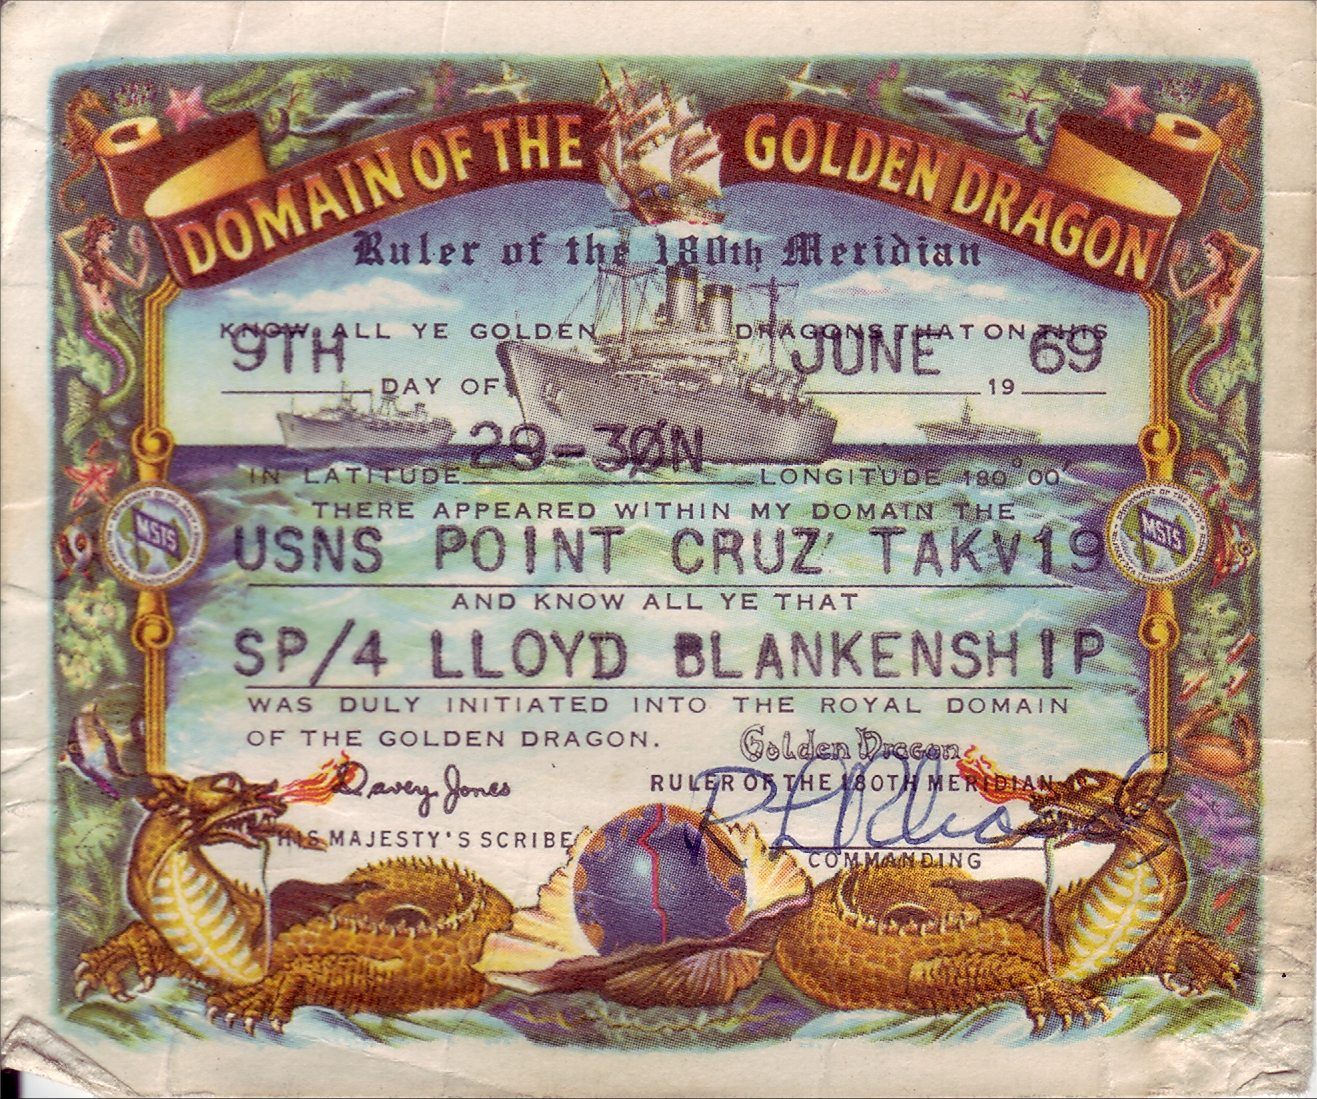 DOMAIN OF THE GOLDEN DRAGON
Ruler of the 180th Meridian
KNOW ALL YE GOLDEN DRAGONS THAT ON THIS
9TH DAY OF JUNE 1969
IN LATITUDE 29-30N LONGITUDE 180°00'
THERE APPEARED WITHIN MY DOMAIN THE
USNS POINT CRUZ TAKV19
MSTS
MSTS
AND KNOW ALL YE THAT
SP/4 LLOYD BLANKENSHIP
WAS DULY INITIATED INTO THE ROYAL DOMAIN
OF THE GOLDEN DRAGON.
Golden Dragon
Davey Jones
RULER OF THE 180TH MERIDIAN
HIS MAJESTY'S SCRIBE
COMMANDING